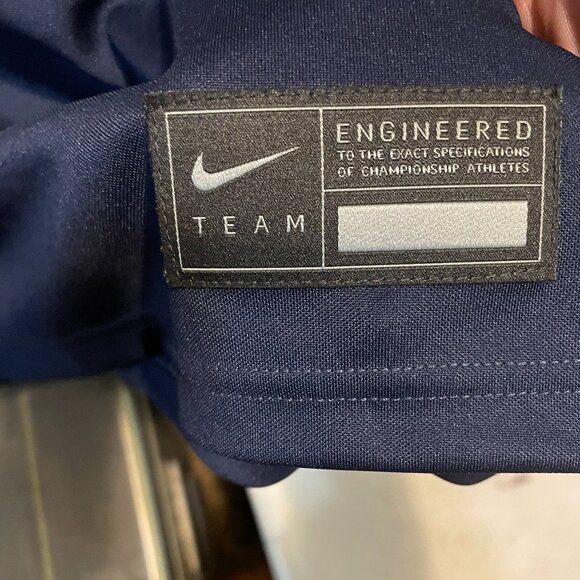 TEAM
ENGINEERED
TO THE EXACT SPECIFICATIONS
OF CHAMPIONSHIP ATHLETES